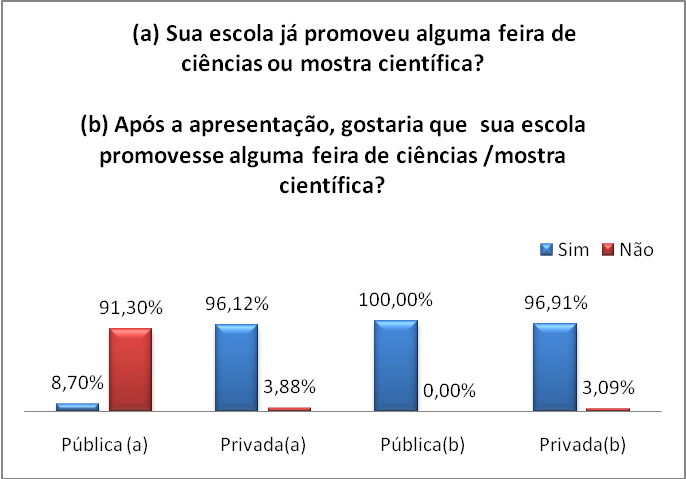 (a) Sua escola já promoveu alguma feira de
ciências ou mostra científica?
(b) Após a apresentação, gostaria que sua escola
promovesse alguma feira de ciências /mostra
científica?
Sim Não
8,70% 91,30% 96,12% 3,88% 100,00% 0,00% 96,91% 3,09%
Pública (a) Privada(a) Pública(b) Privada(b)